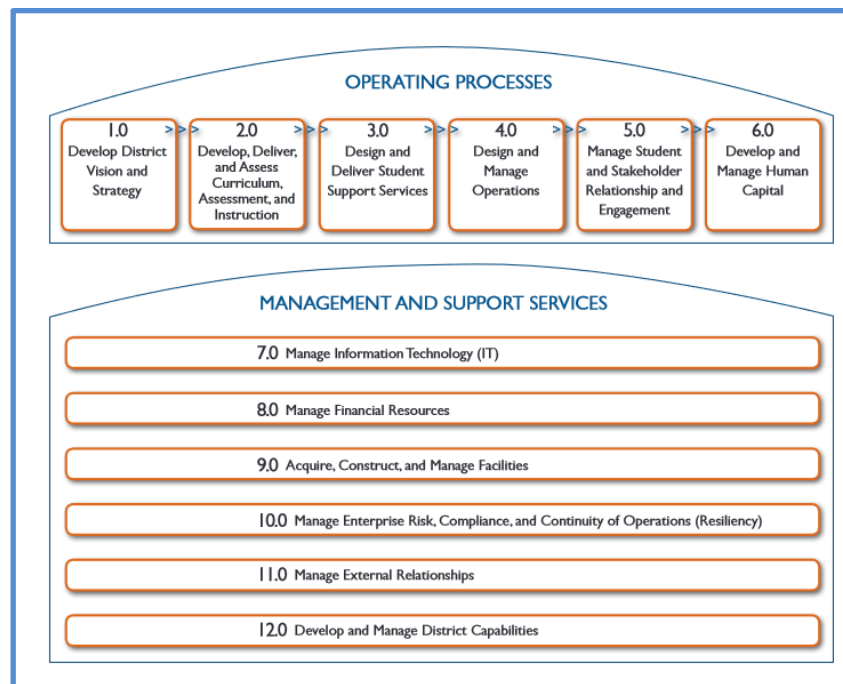 OPERATING PROCESSES
1.0 >>>
Develop District
Vision and
Strategy
2.0 >>>
Develop, Deliver,
and Assess
Curriculum,
Assessment, and
Instruction
3.0 >>>
Design and
Deliver Student
Support Services
4.0 >>>
Design and
Manage
Operations
5.0 >>>
Manage Student
and Stakeholder
Relationship and
Engagement
6.0
Develop and
Manage Human
Capital
MANAGEMENT AND SUPPORT SERVICES
7.0 Manage Information Technology (IT)
8.0 Manage Financial Resources
9.0 Acquire, Construct, and Manage Facilities
10.0 Manage Enterprise Risk, Compliance, and Continuity of Operations (Resiliency)
11.0 Manage External Relationships
12.0 Develop and Manage District Capabilities